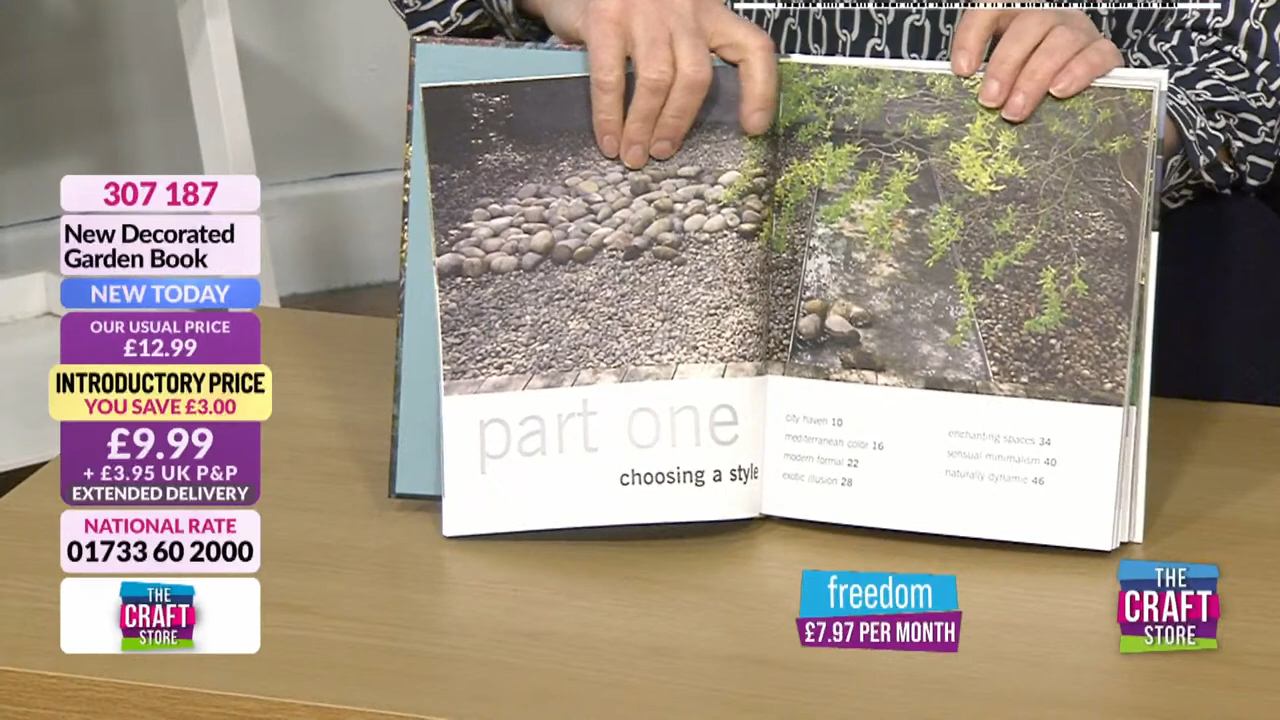 307 187
New Decorated
Garden Book
NEW TODAY
OUR USUAL PRICE
£12.99
INTRODUCTORY PRICE
YOU SAVE £3.00
£9.99
+ £3.95 UK P&P
EXTENDED DELIVERY
NATIONAL RATE
01733 60 2000
THE
CRAFT
STORE
part one
choosing a style
city haven 10
mediterranean color 16
modern formal 22
exotic illusion 28
enchanting spaces 34
sensual minimalism 40
naturally dynamic 46
freedom
£7.97 PER MONTH
THE
CRAFT
STORE